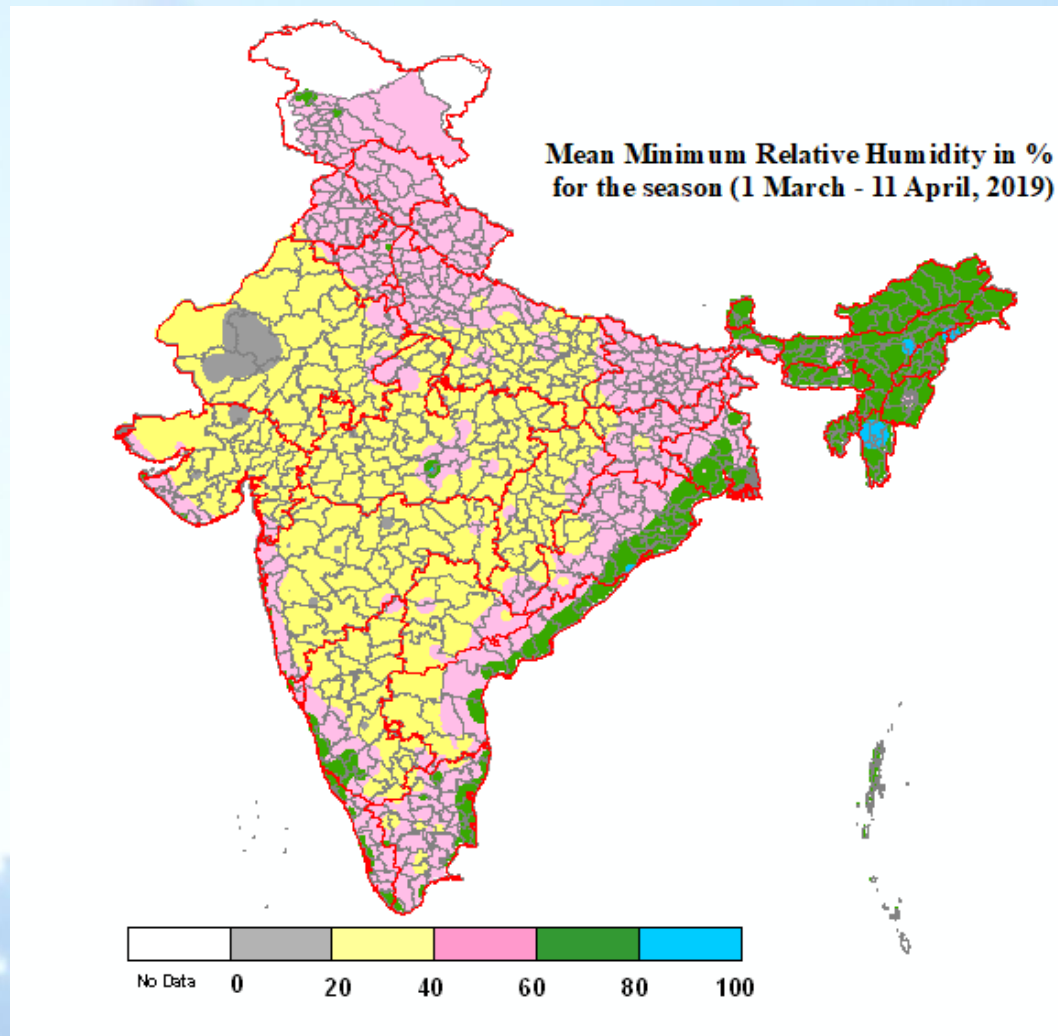 Mean Minimum Relative Humidity in %
for the season (1 March - 11 April, 2019)
No Data 0 20 40 60 80 100